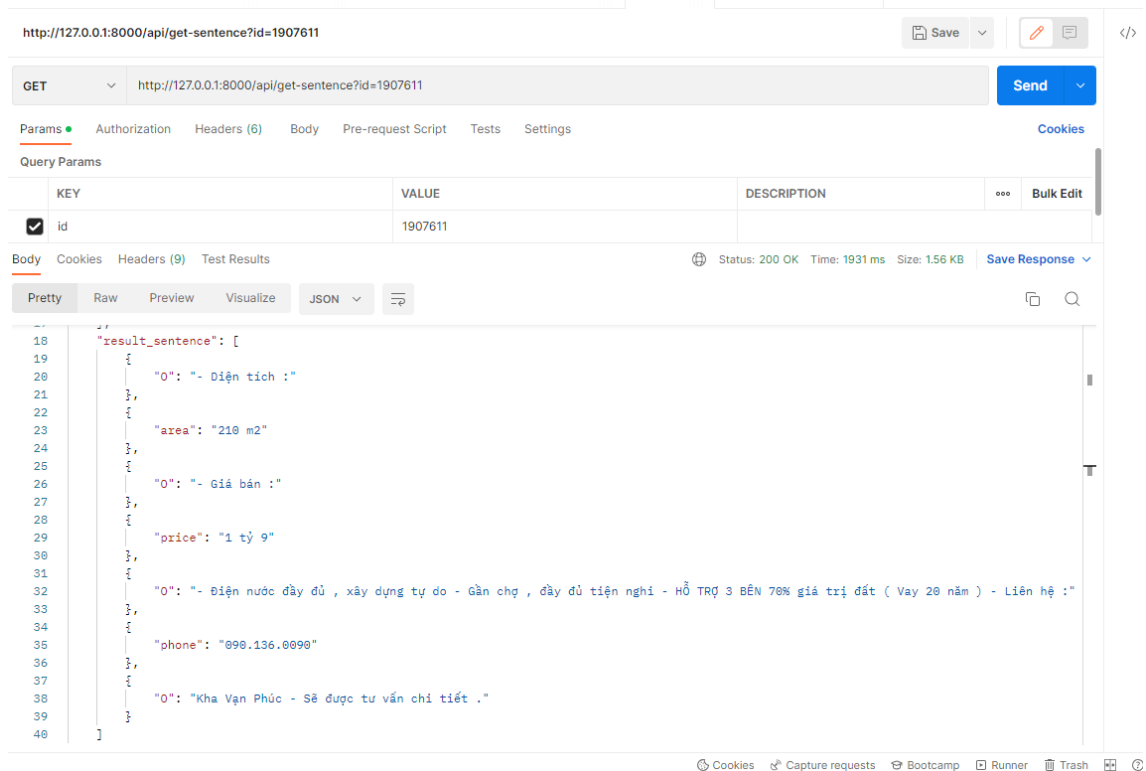 http://127.0.0.1:8000/api/get-sentence?id=1907611 Save </>
GET http://127.0.0.1:8000/api/get-sentence?id=1907611 Send
Params Authorization Headers (6) Body Pre-request Script Tests Settings Cookies
Query Params
KEY VALUE DESCRIPTION ooo Bulk Edit
id 1907611
Body Cookies Headers (9) Test Results Status: 200 OK Time: 1931 ms Size: 1.56 KB Save Response
Pretty Raw Preview Visualize JSON
18 "result_sentence": [
19 {
20 "O": "- Diện tích :"
21 },
22 {
23 "area": "210 m2"
24 },
25 {
26 "O": "- Giá bán :"
27 },
28 {
29 "price": "1 tỷ 9"
30 },
31 {
32 "O": "- Điện nước đầy đủ , xây dựng tự do - Gần chợ , đầy đủ tiện nghi - HỖ TRỢ 3 BÊN 70% giá trị đất ( Vay 20 năm ) - Liên hệ :"
33 },
34 {
35 "phone": "090.136.0090"
36 },
37 {
38 "O": "Kha Vạn Phúc - Sẽ được tư vấn chi tiết ."
39 }
40 ]
Cookies Capture requests Bootcamp Runner Trash